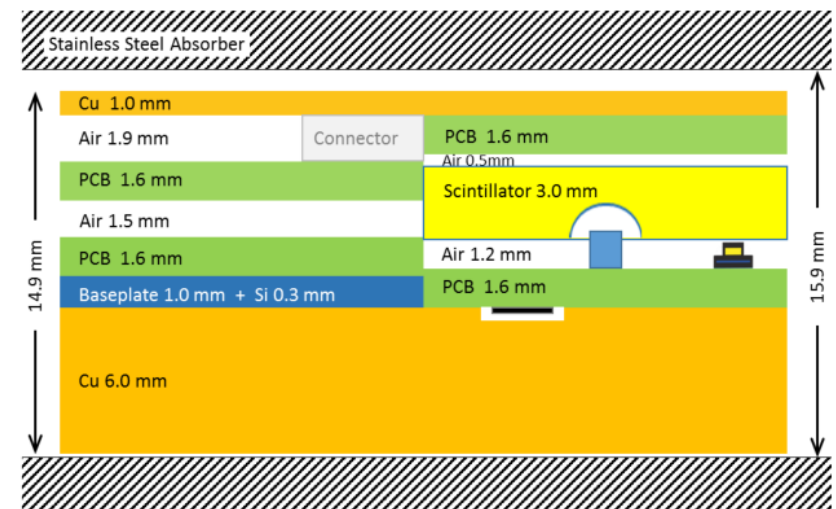 Stainless Steel Absorber
Cu 1.0 mm
Air 1.9 mm
Connector
PCB 1.6 mm
Air 0.5mm
PCB 1.6 mm
Scintillator 3.0 mm
Air 1.5 mm
PCB 1.6 mm
Air 1.2 mm
Baseplate 1.0 mm + Si 0.3 mm
PCB 1.6 mm
Cu 6.0 mm
14.9 mm
15.9 mm